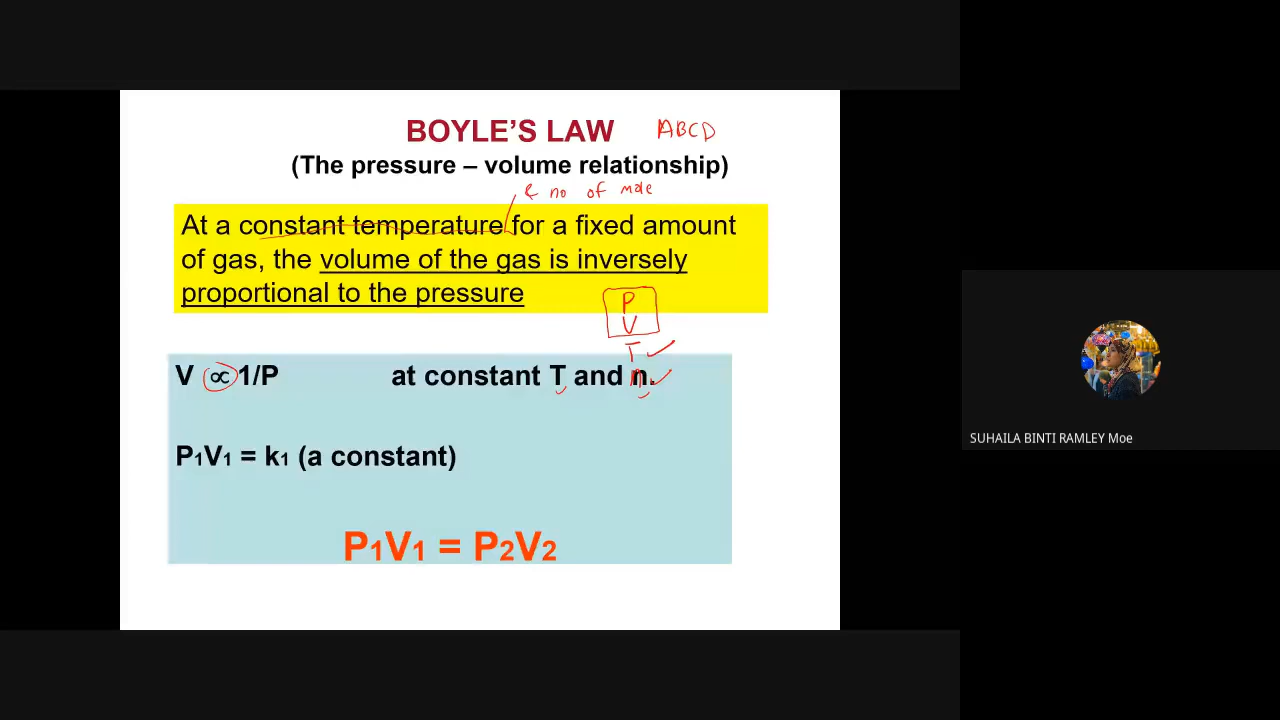 BOYLE'S LAW ABCD
(The pressure – volume relationship)
& no of mole
At a constant temperature for a fixed amount
of gas, the volume of the gas is inversely
proportional to the pressure
P
V
T ✓
V ∝ 1/P at constant T and n. ✓
P₁V₁ = k₁ (a constant)
P₁V₁ = P₂V₂
SUHAILA BINTI RAMLEY Moe